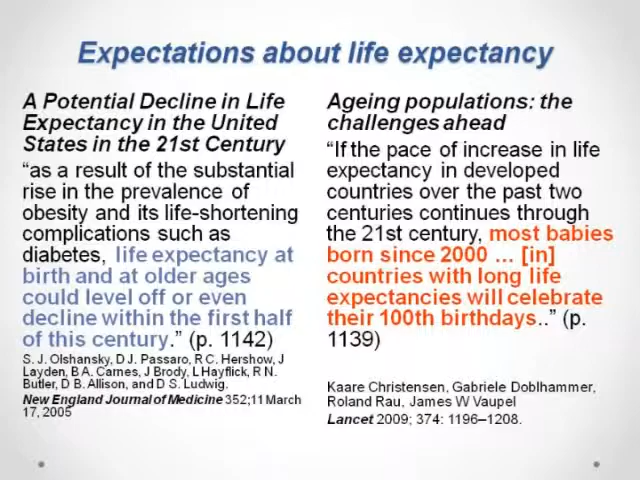 Expectations about life expectancy
A Potential Decline in Life
Expectancy in the United
States in the 21st Century
“as a result of the substantial
rise in the prevalence of
obesity and its life-shortening
complications such as
diabetes, life expectancy at
birth and at older ages
could level off or even
decline within the first half
of this century.” (p. 1142)
S. J. Olshansky, D J. Passaro, R C. Hershow, J
Layden, B A. Carnes, J Brody, L Hayflick, R N.
Butler, D B. Allison, and D S. Ludwig.
New England Journal of Medicine 352;11 March
17, 2005
Ageing populations: the
challenges ahead
“If the pace of increase in life
expectancy in developed
countries over the past two
centuries continues through
the 21st century, most babies
born since 2000 … [in]
countries with long life
expectancies will celebrate
their 100th birthdays..” (p.
1139)
Kaare Christensen, Gabriele Doblhammer,
Roland Rau, James W Vaupel
Lancet 2009; 374: 1196–1208.